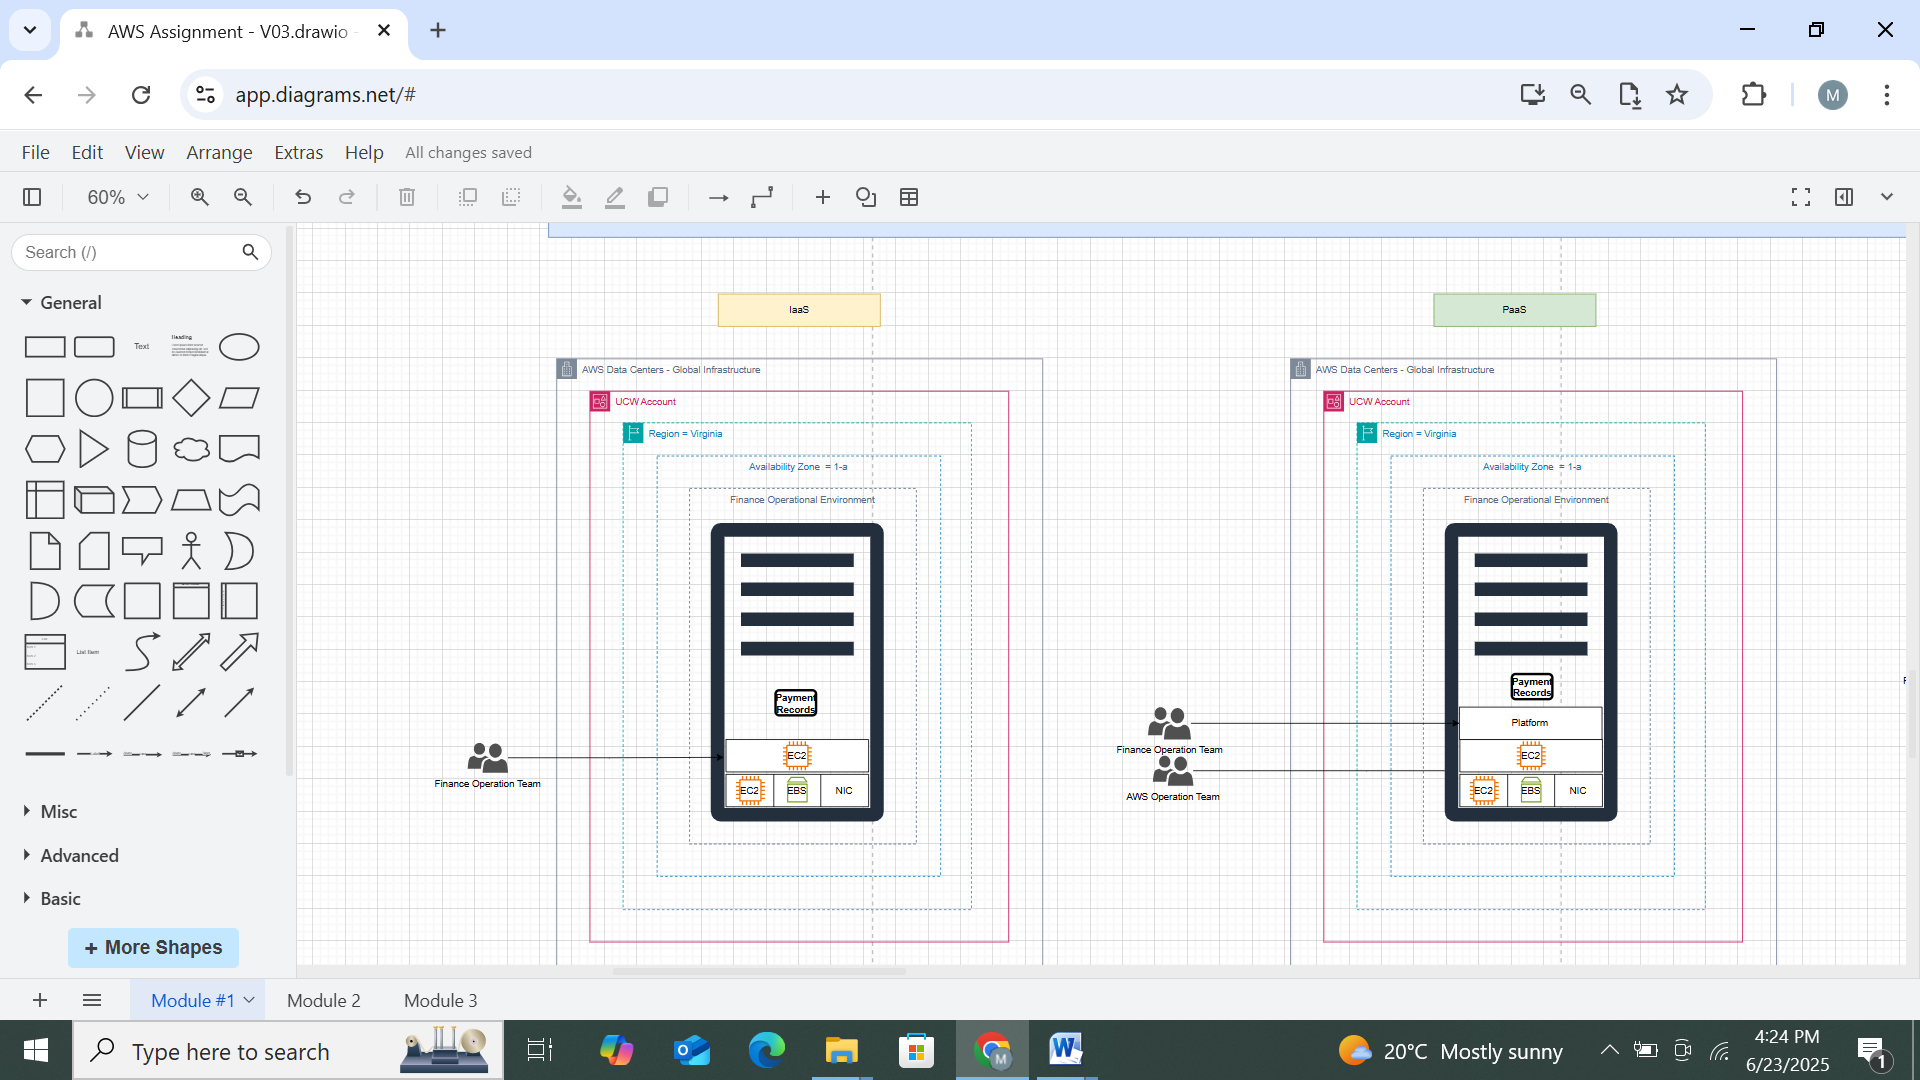 AWS Assignment - V03.drawio -
app.diagrams.net/#
M
File Edit View Arrange Extras Help All changes saved
60%
Search (/)
General
Text
Heading
List Item
Misc
Advanced
Basic
+ More Shapes
IaaS
AWS Data Centers - Global Infrastructure
UCW Account
Region = Virginia
Availability Zone = 1-a
Finance Operational Environment
Payment
Records
EC2
EC2 EBS NIC
Finance Operation Team
PaaS
AWS Data Centers - Global Infrastructure
UCW Account
Region = Virginia
Availability Zone = 1-a
Finance Operational Environment
Payment
Records
Platform
EC2
EC2 EBS NIC
Finance Operation Team
AWS Operation Team
Module #1 Module 2 Module 3
Type here to search
20°C Mostly sunny
4:24 PM
6/23/2025
1